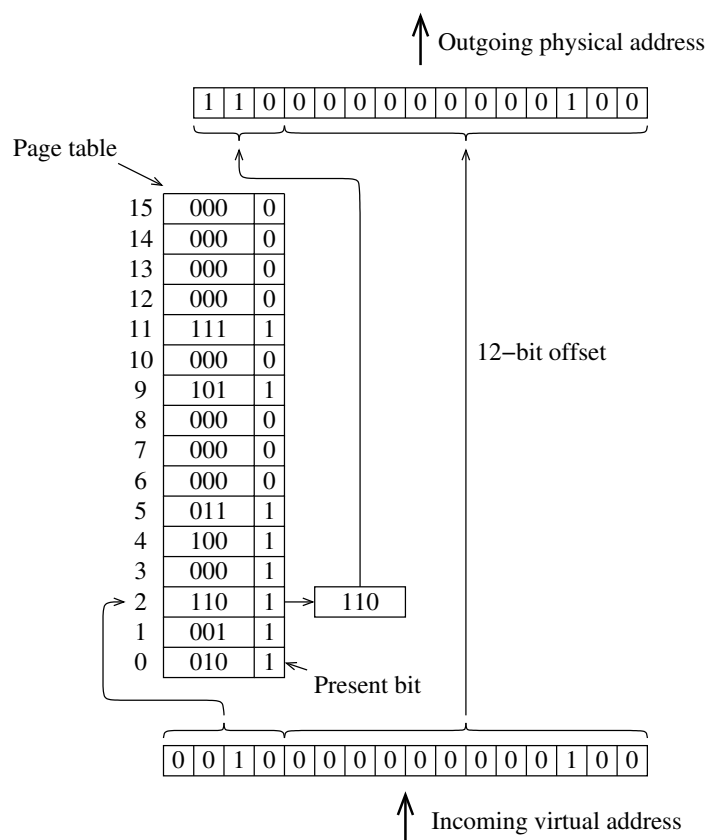 Outgoing physical address
1 1 0 0 0 0 0 0 0 0 0 0 1 0 0
Page table
15 000 0
14 000 0
13 000 0
12 000 0
11 111 1
10 000 0
12−bit offset
9 101 1
8 000 0
7 000 0
6 000 0
5 011 1
4 100 1
3 000 1
2 110 1 110
1 001 1
0 010 1
Present bit
0 0 1 0 0 0 0 0 0 0 0 0 0 1 0 0
Incoming virtual address